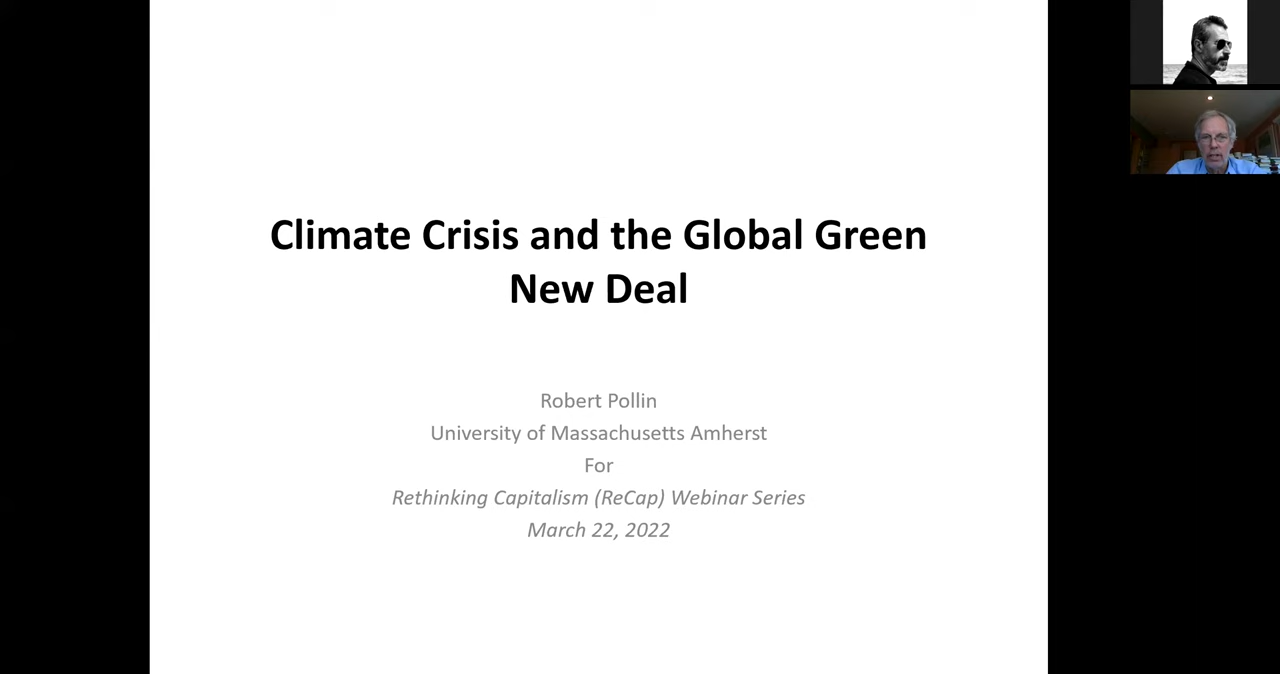 Climate Crisis and the Global Green
New Deal
Robert Pollin
University of Massachusetts Amherst
For
Rethinking Capitalism (ReCap) Webinar Series
March 22, 2022